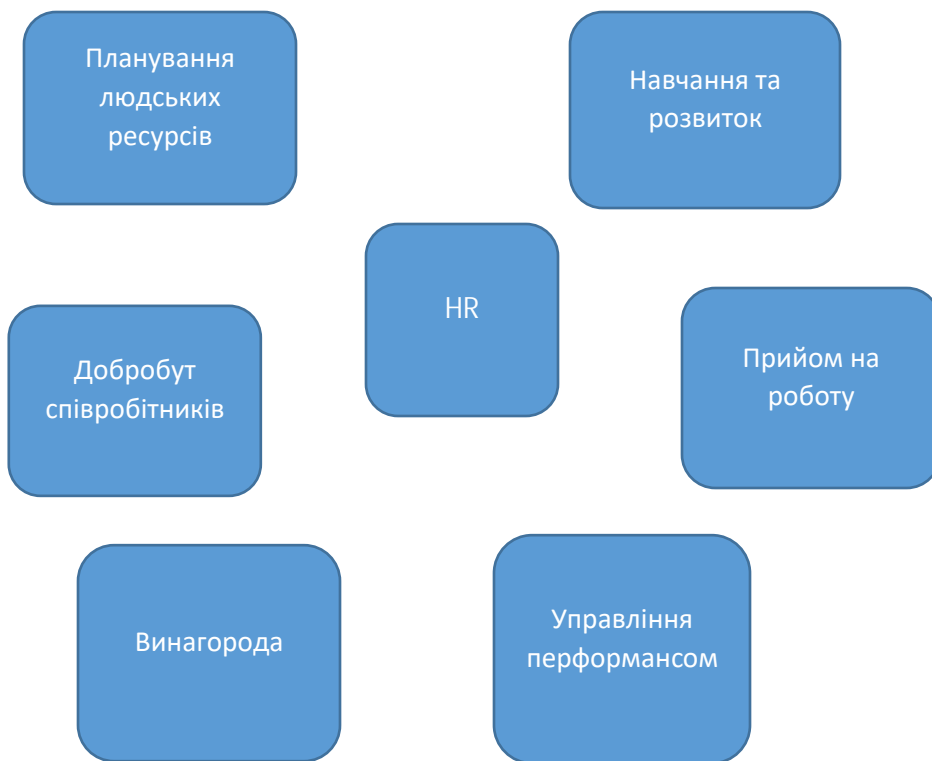 Планування
людських
ресурсів
Навчання та
розвиток
HR
Добробут
співробітників
Прийом на
роботу
Винагорода
Управління
перформансом